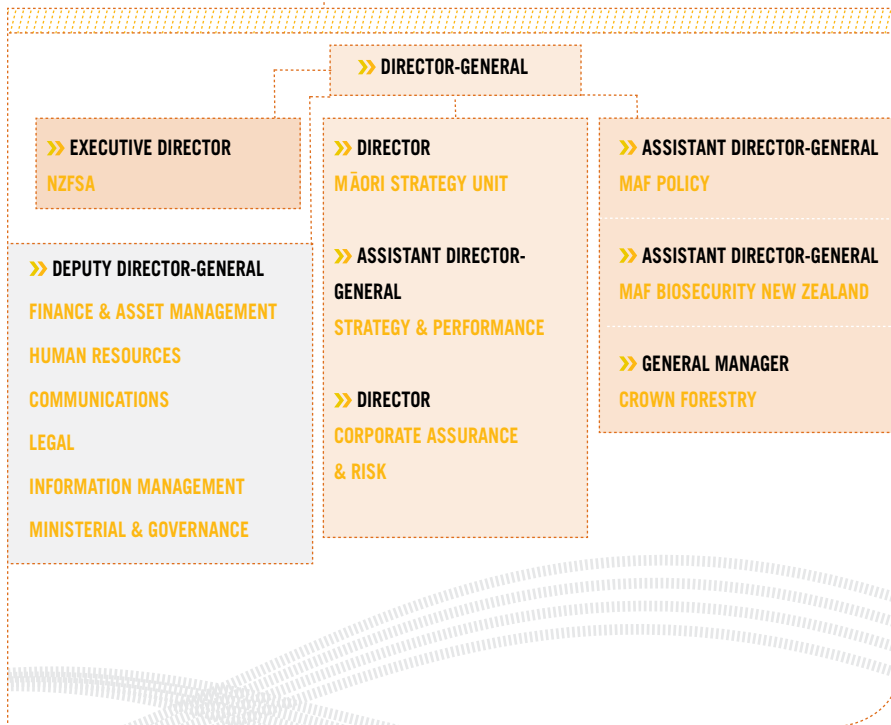 » DIRECTOR-GENERAL
» EXECUTIVE DIRECTOR
NZFSA
» DEPUTY DIRECTOR-GENERAL
FINANCE & ASSET MANAGEMENT
HUMAN RESOURCES
COMMUNICATIONS
LEGAL
INFORMATION MANAGEMENT
MINISTERIAL & GOVERNANCE
» DIRECTOR
MĀORI STRATEGY UNIT
» ASSISTANT DIRECTOR-
GENERAL
STRATEGY & PERFORMANCE
» DIRECTOR
CORPORATE ASSURANCE
& RISK
» ASSISTANT DIRECTOR-GENERAL
MAF POLICY
» ASSISTANT DIRECTOR-GENERAL
MAF BIOSECURITY NEW ZEALAND
» GENERAL MANAGER
CROWN FORESTRY